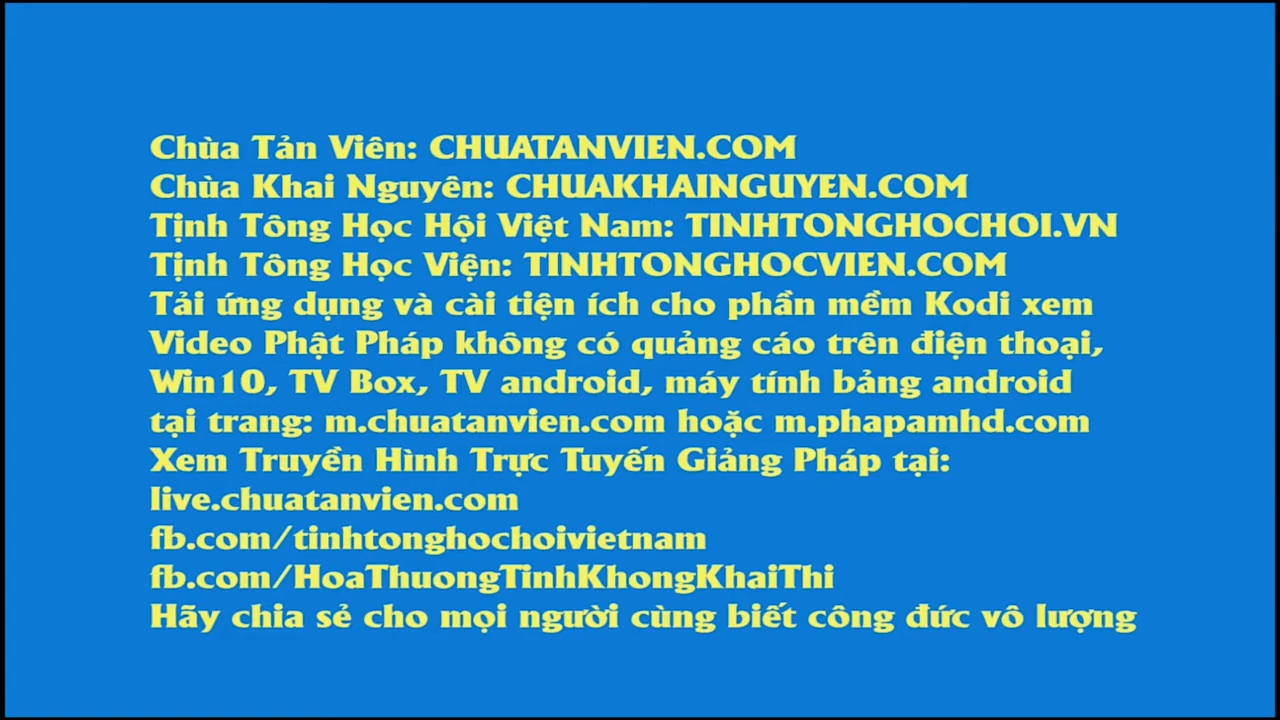 Chùa Tản Viên: CHUATANVIEN.COM
Chùa Khai Nguyên: CHUAKHAINGUYEN.COM
Tịnh Tông Học Hội Việt Nam: TINHTONGHOCHOI.VN
Tịnh Tông Học Viện: TINHTONGHOCVIEN.COM
Tải ứng dụng và cài tiện ích cho phần mềm Kodi xem
Video Phật Pháp không có quảng cáo trên điện thoại,
Win10, TV Box, TV android, máy tính bảng android
tại trang: m.chuatanvien.com hoặc m.phapamhd.com
Xem Truyền Hình Trực Tuyến Giảng Pháp tại:
live.chuatanvien.com
fb.com/tinhtonghochoivietnam
fb.com/HoaThuongTinhKhongKhaiThi
Hãy chia sẻ cho mọi người cùng biết công đức vô lượng